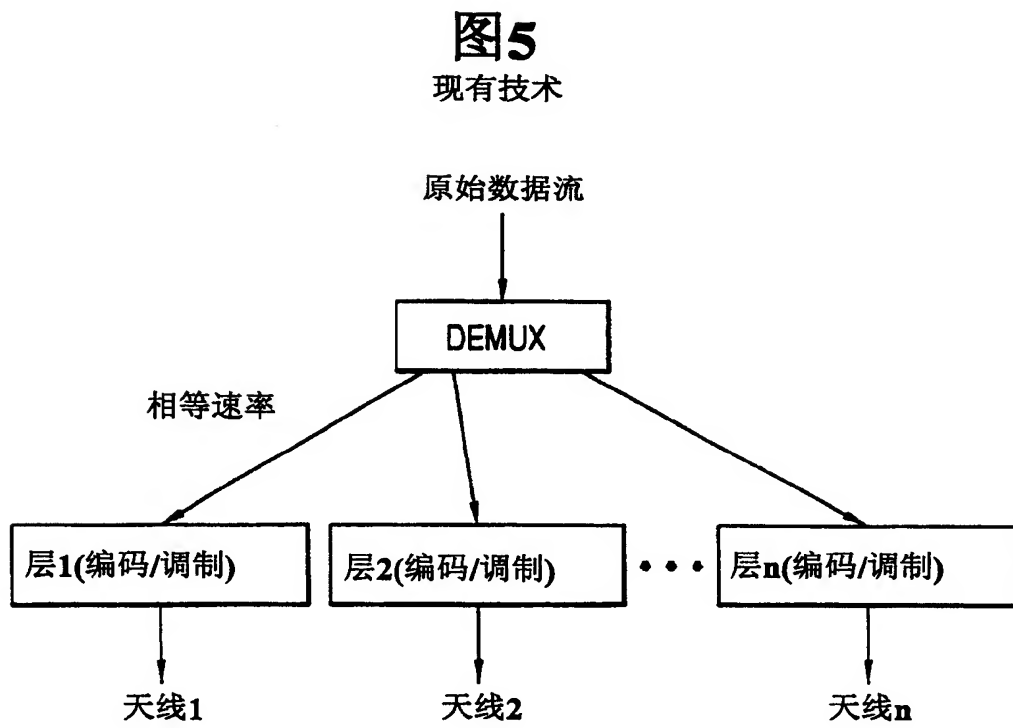 图5
现有技术
原始数据流
DEMUX
相等速率
层1(编码/调制) 层2(编码/调制) ••• 层n(编码/调制)
天线1 天线2 天线n